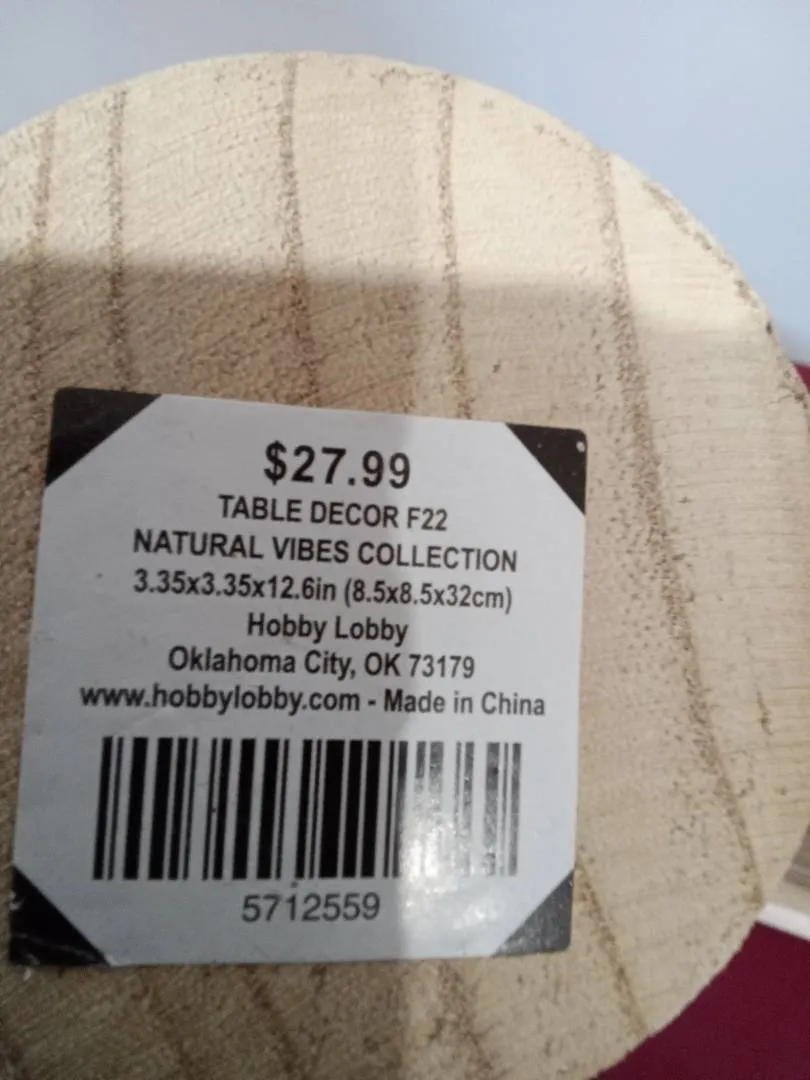 $27.99
TABLE DECOR F22
NATURAL VIBES COLLECTION
3.35x3.35x12.6in (8.5x8.5x32cm)
Hobby Lobby
Oklahoma City, OK 73179
www.hobbylobby.com - Made in China
5712559